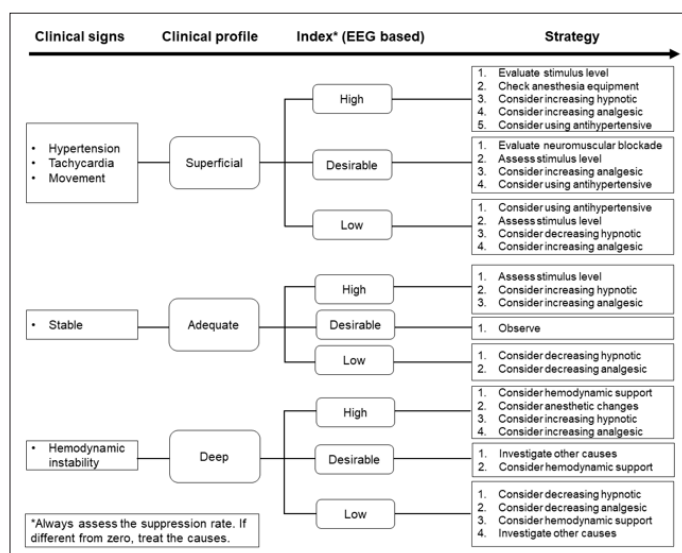 Clinical signs Clinical profile Index* (EEG based) Strategy
• Hypertension
• Tachycardia
• Movement
Superficial
High
1. Evaluate stimulus level
2. Check anesthesia equipment
3. Consider increasing hypnotic
4. Consider increasing analgesic
5. Consider using antihypertensive
Desirable
1. Evaluate neuromuscular blockade
2. Assess stimulus level
3. Consider increasing analgesic
4. Consider using antihypertensive
Low
1. Consider using antihypertensive
2. Assess stimulus level
3. Consider decreasing hypnotic
4. Consider increasing analgesic
• Stable
Adequate
High
1. Assess stimulus level
2. Consider increasing hypnotic
3. Consider increasing analgesic
Desirable
1. Observe
Low
1. Consider decreasing hypnotic
2. Consider decreasing analgesic
• Hemodynamic
instability
Deep
High
1. Consider hemodynamic support
2. Consider anesthetic changes
3. Consider increasing hypnotic
4. Consider increasing analgesic
Desirable
1. Investigate other causes
2. Consider hemodynamic support
Low
1. Consider decreasing hypnotic
2. Consider decreasing analgesic
3. Consider hemodynamic support
4. Investigate other causes
*Always assess the suppression rate. If
different from zero, treat the causes.